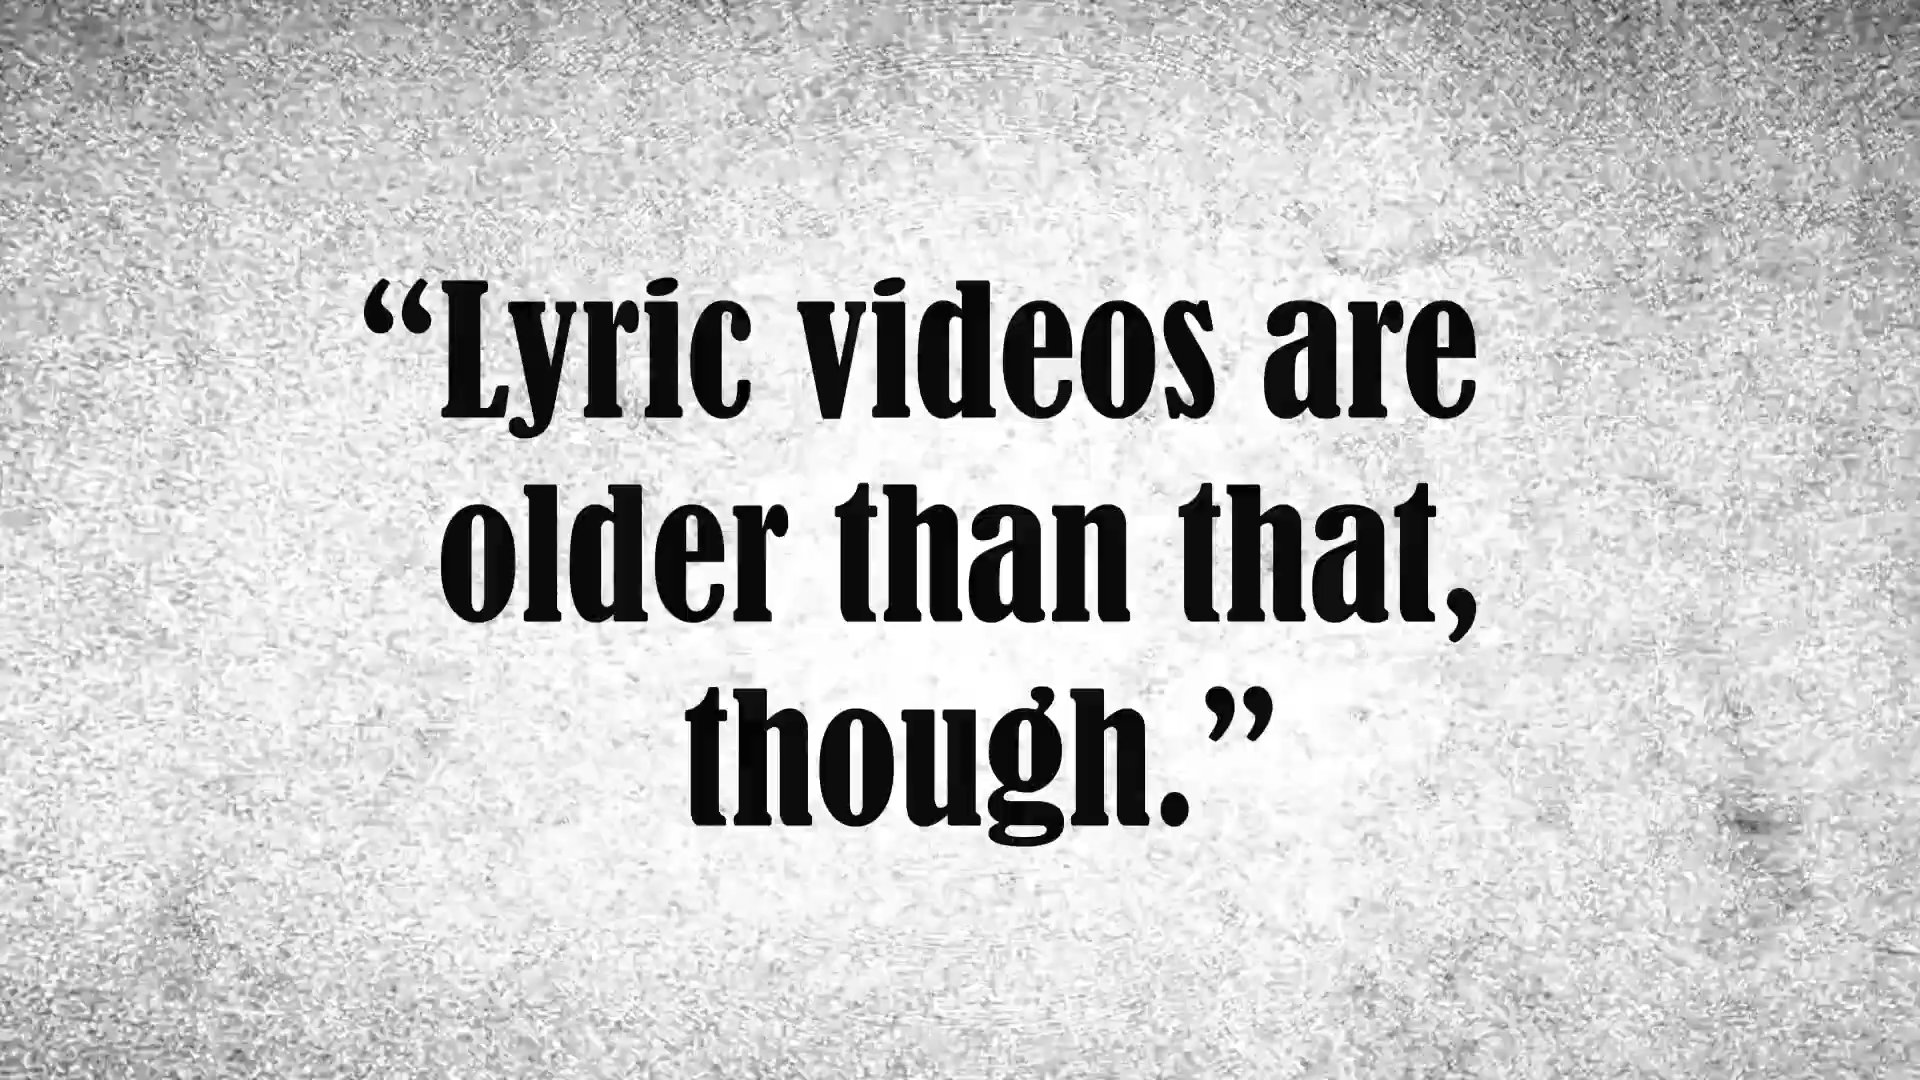 “Lyric videos are
older than that,
though.”